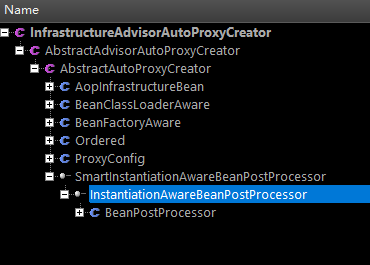 Name
InfrastructureAdvisorAutoProxyCreator
AbstractAdvisorAutoProxyCreator
AbstractAutoProxyCreator
AopInfrastructureBean
BeanClassLoaderAware
BeanFactoryAware
Ordered
ProxyConfig
SmartInstantiationAwareBeanPostProcessor
InstantiationAwareBeanPostProcessor
BeanPostProcessor